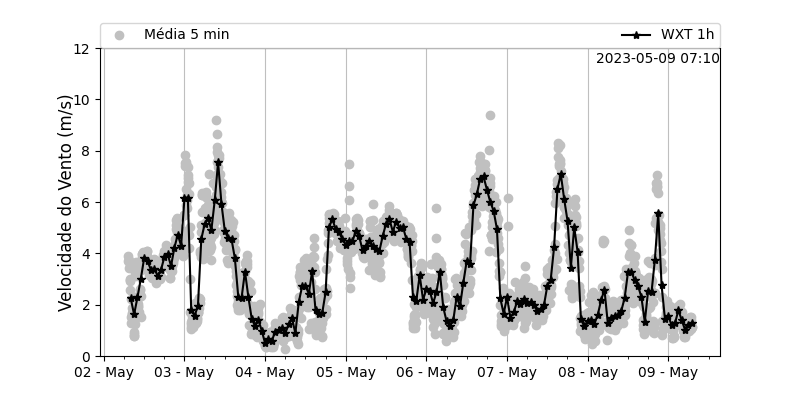 Média 5 min
WXT 1h
2023-05-09 07:10
Velocidade do Vento (m/s)
12
10
8
6
4
2
0
02 - May
03 - May
04 - May
05 - May
06 - May
07 - May
08 - May
09 - May